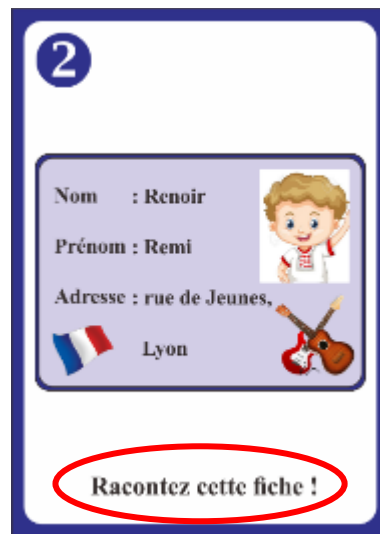 2
Nom : Renoir
Prénom : Remi
Adresse : rue de Jeunes,
Lyon
Racontez cette fiche !